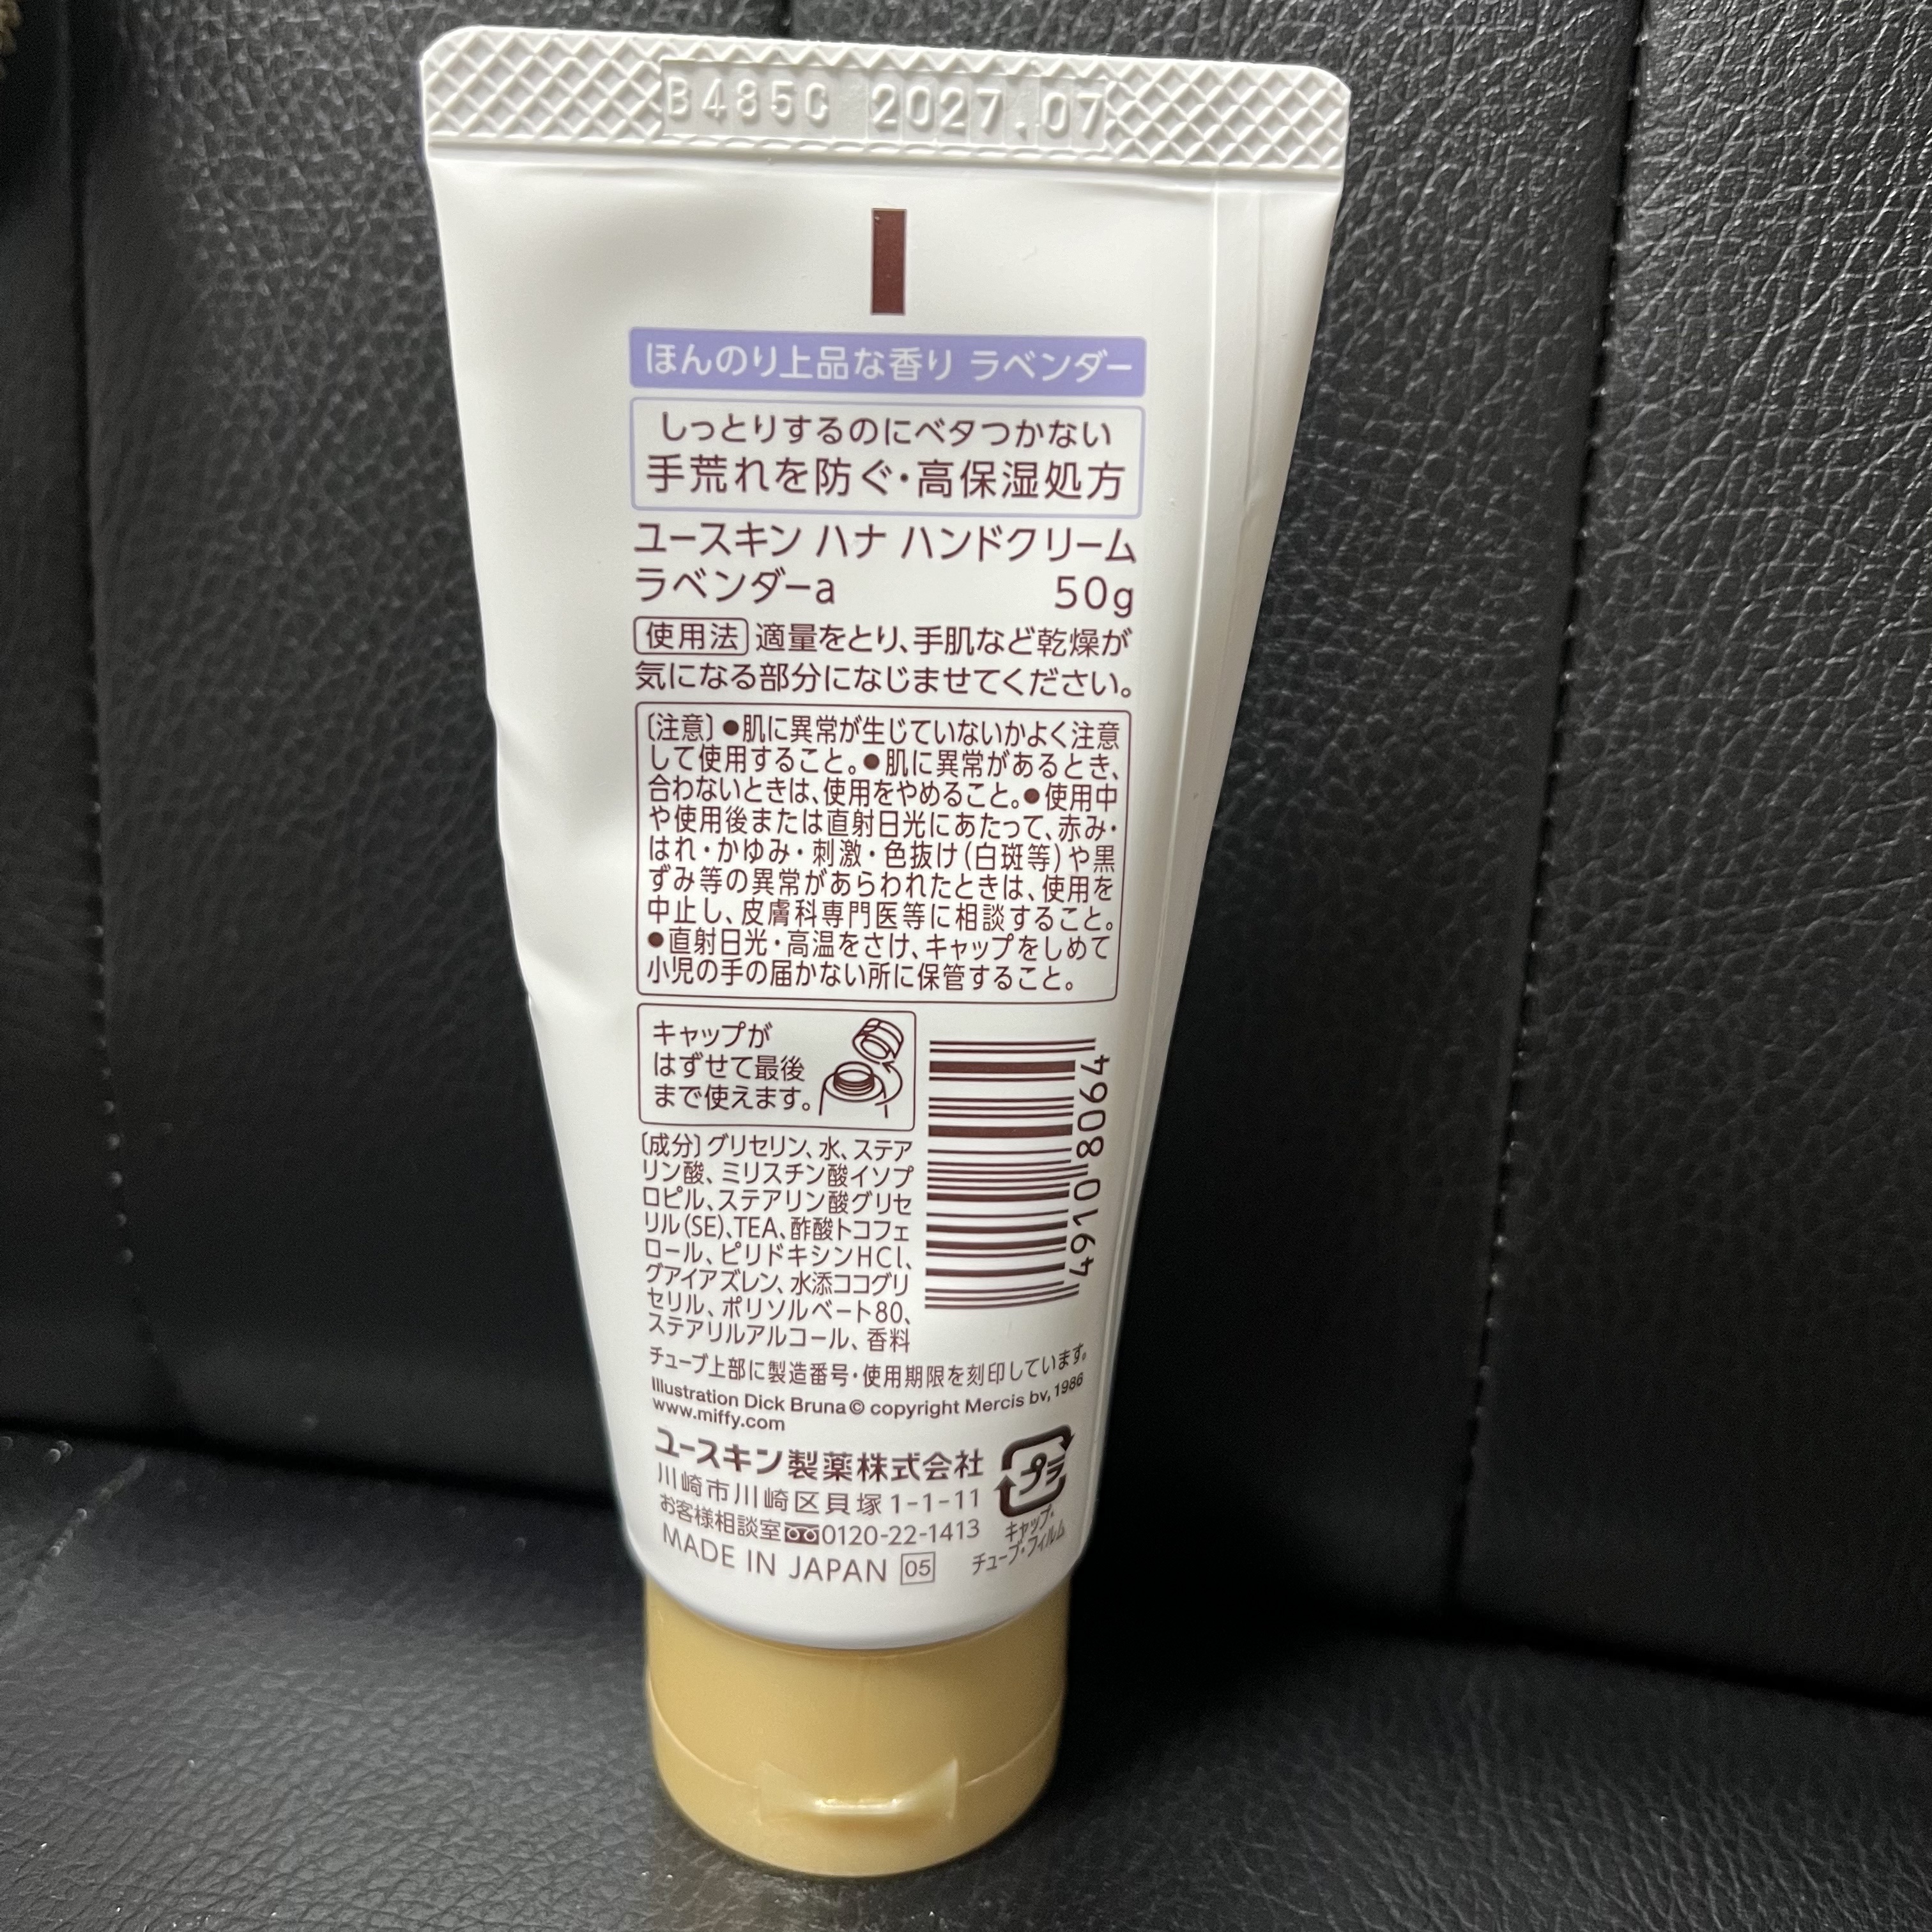 B485C 2027.07
ほんのり上品な香り ラベンダー
しっとりするのにベタつかない
手荒れを防ぐ・高保湿処方
ユースキン ハナ ハンドクリーム
ラベンダーa 50g
使用法 適量をとり、手肌など乾燥が
気になる部分になじませてください。
〔注意〕●肌に異常が生じていないかよく注意
して使用すること。●肌に異常があるとき、
合わないときは、使用をやめること。●使用中
や使用後または直射日光にあたって、赤み・
はれ・かゆみ・刺激・色抜け(白斑等)や黒
ずみ等の異常があらわれたときは、使用を
中止し、皮膚科専門医等に相談すること。
●直射日光・高温をさけ、キャップをしめて
小児の手の届かない所に保管すること。
キャップが
はずせて最後
まで使えます。
4908 0164
〔成分〕グリセリン、水、ステア
リン酸、ミリスチン酸イソプ
ロピル、ステアリン酸グリセ
リル(SE)、TEA、酢酸トコフェ
ロール、ピリドキシンHCl、
グアイアズレン、水添ココグリ
セリル、ポリソルベート80、
ステアリルアルコール、香料
チューブ上部に製造番号・使用期限を刻印しています。
Illustration Dick Bruna © copyright Mercis bv, 1986
www.miffy.com
ユースキン製薬株式会社
川崎市川崎区貝塚1-1-11
お客様相談室 0120-22-1413
MADE IN JAPAN 05
プラ
キャップ・
チューブ・フィルム